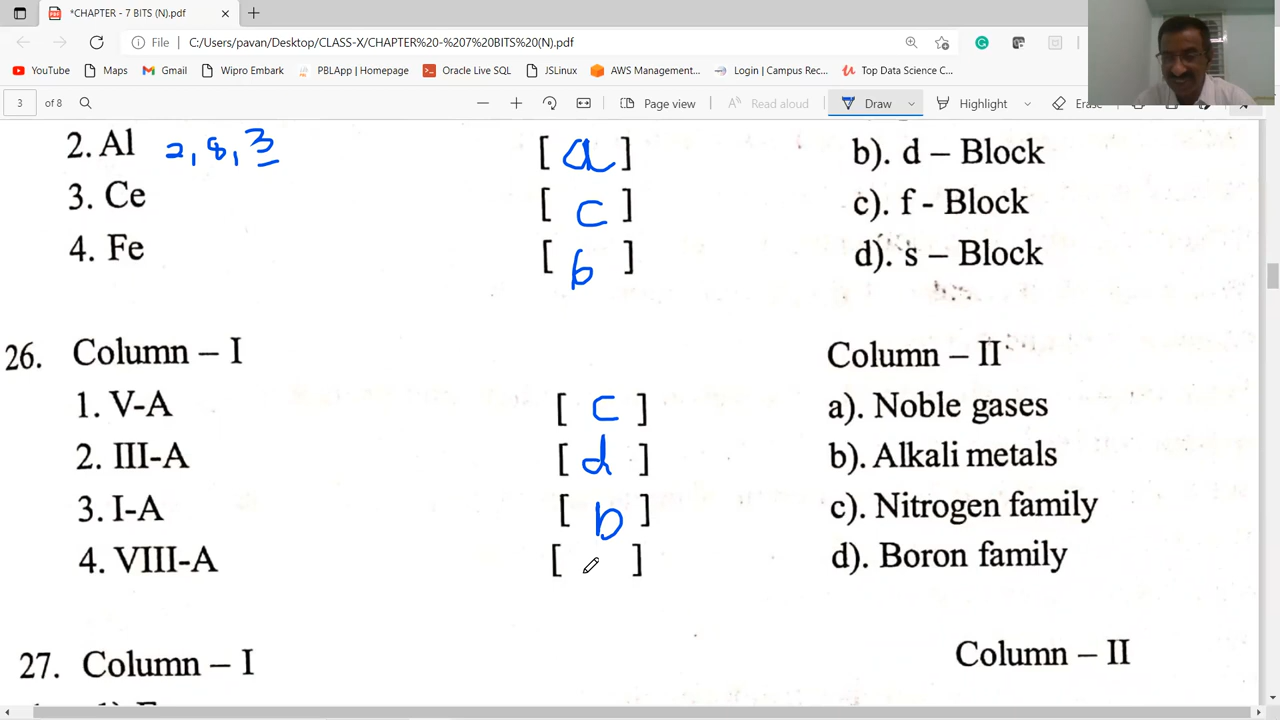 *CHAPTER - 7 BITS (N).pdf
File C:/Users/pavan/Desktop/CLASS-X/CHAPTER%20-%207%20BITS%20(N).pdf
YouTube Maps Gmail Wipro Embark PBLApp | Homepage Oracle Live SQL JSLinux AWS Management... Login | Campus Rec... Top Data Science C...
3 of 8 Page view Read aloud Draw Highlight Erase
2. Al 2, 8, 3 [ a ] b). d – Block
3. Ce [ c ] c). f - Block
4. Fe [ b ] d). s – Block
26. Column – I Column – II
1. V-A [ c ] a). Noble gases
2. III-A [ d ] b). Alkali metals
3. I-A [ b ] c). Nitrogen family
4. VIII-A [ ] d). Boron family
27. Column – I Column – II